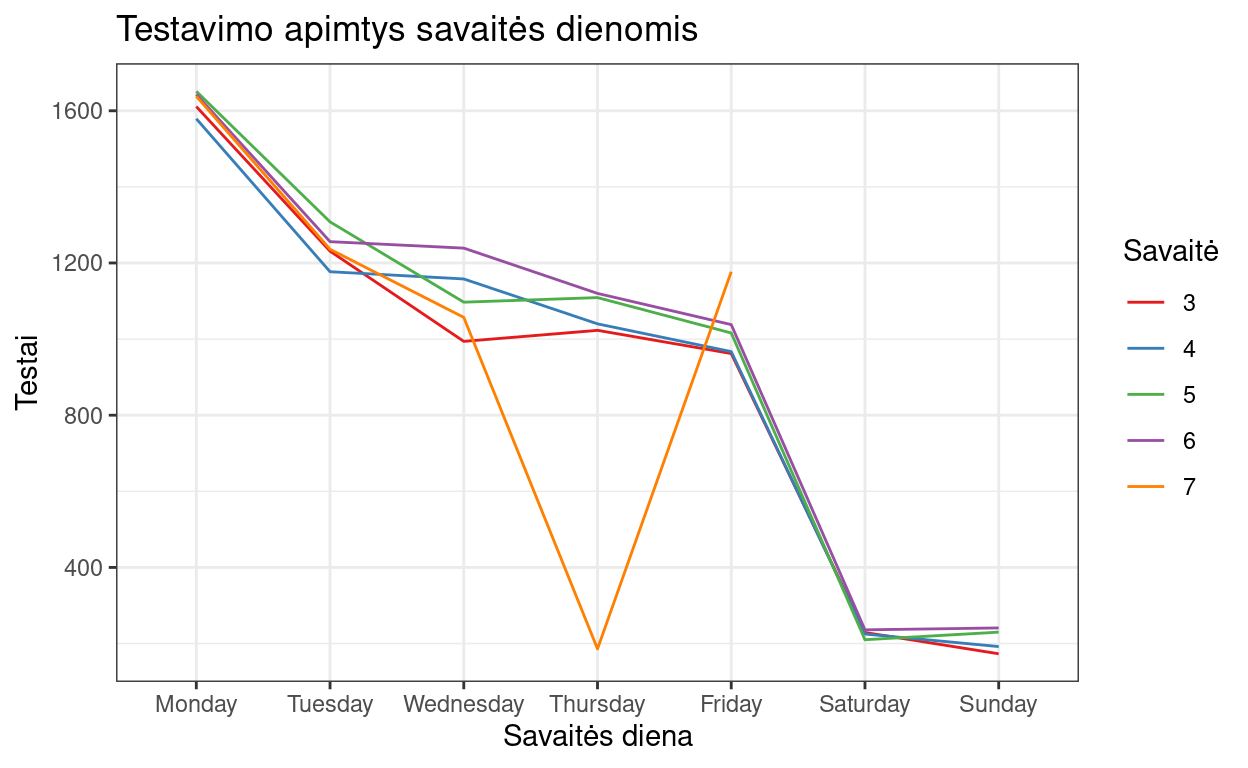 Testavimo apimtys savaitės dienomis
Testai
1600
1200
800
400
Monday Tuesday Wednesday Thursday Friday Saturday Sunday
Savaitės diena
Savaitė
3
4
5
6
7